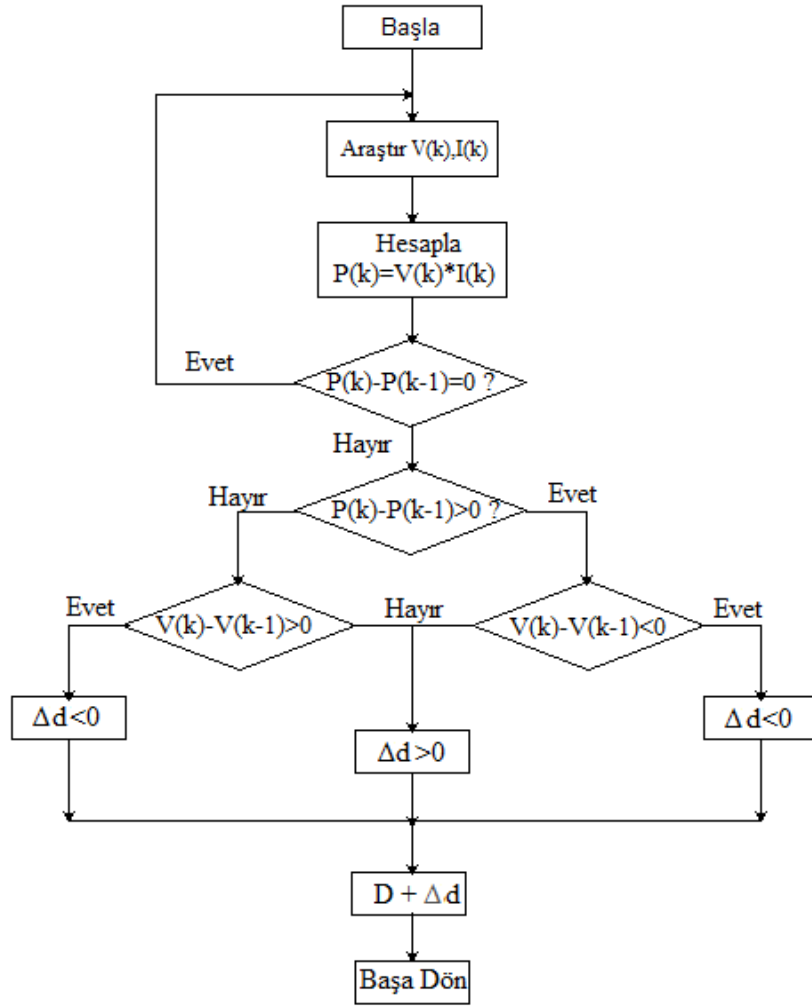 Başla
Araştır V(k),I(k)
Hesapla
P(k)=V(k)*I(k)
Evet
P(k)-P(k-1)=0 ?
Hayır
Hayır
P(k)-P(k-1)>0 ?
Evet
Evet
V(k)-V(k-1)>0
Hayır
V(k)-V(k-1)<0
Evet
Δd<0
Δd>0
Δd<0
D + Δd
Başa Dön